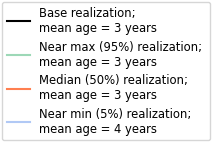 Base realization;
mean age = 3 years
Near max (95%) realization;
mean age = 3 years
Median (50%) realization;
mean age = 3 years
Near min (5%) realization;
mean age = 4 years